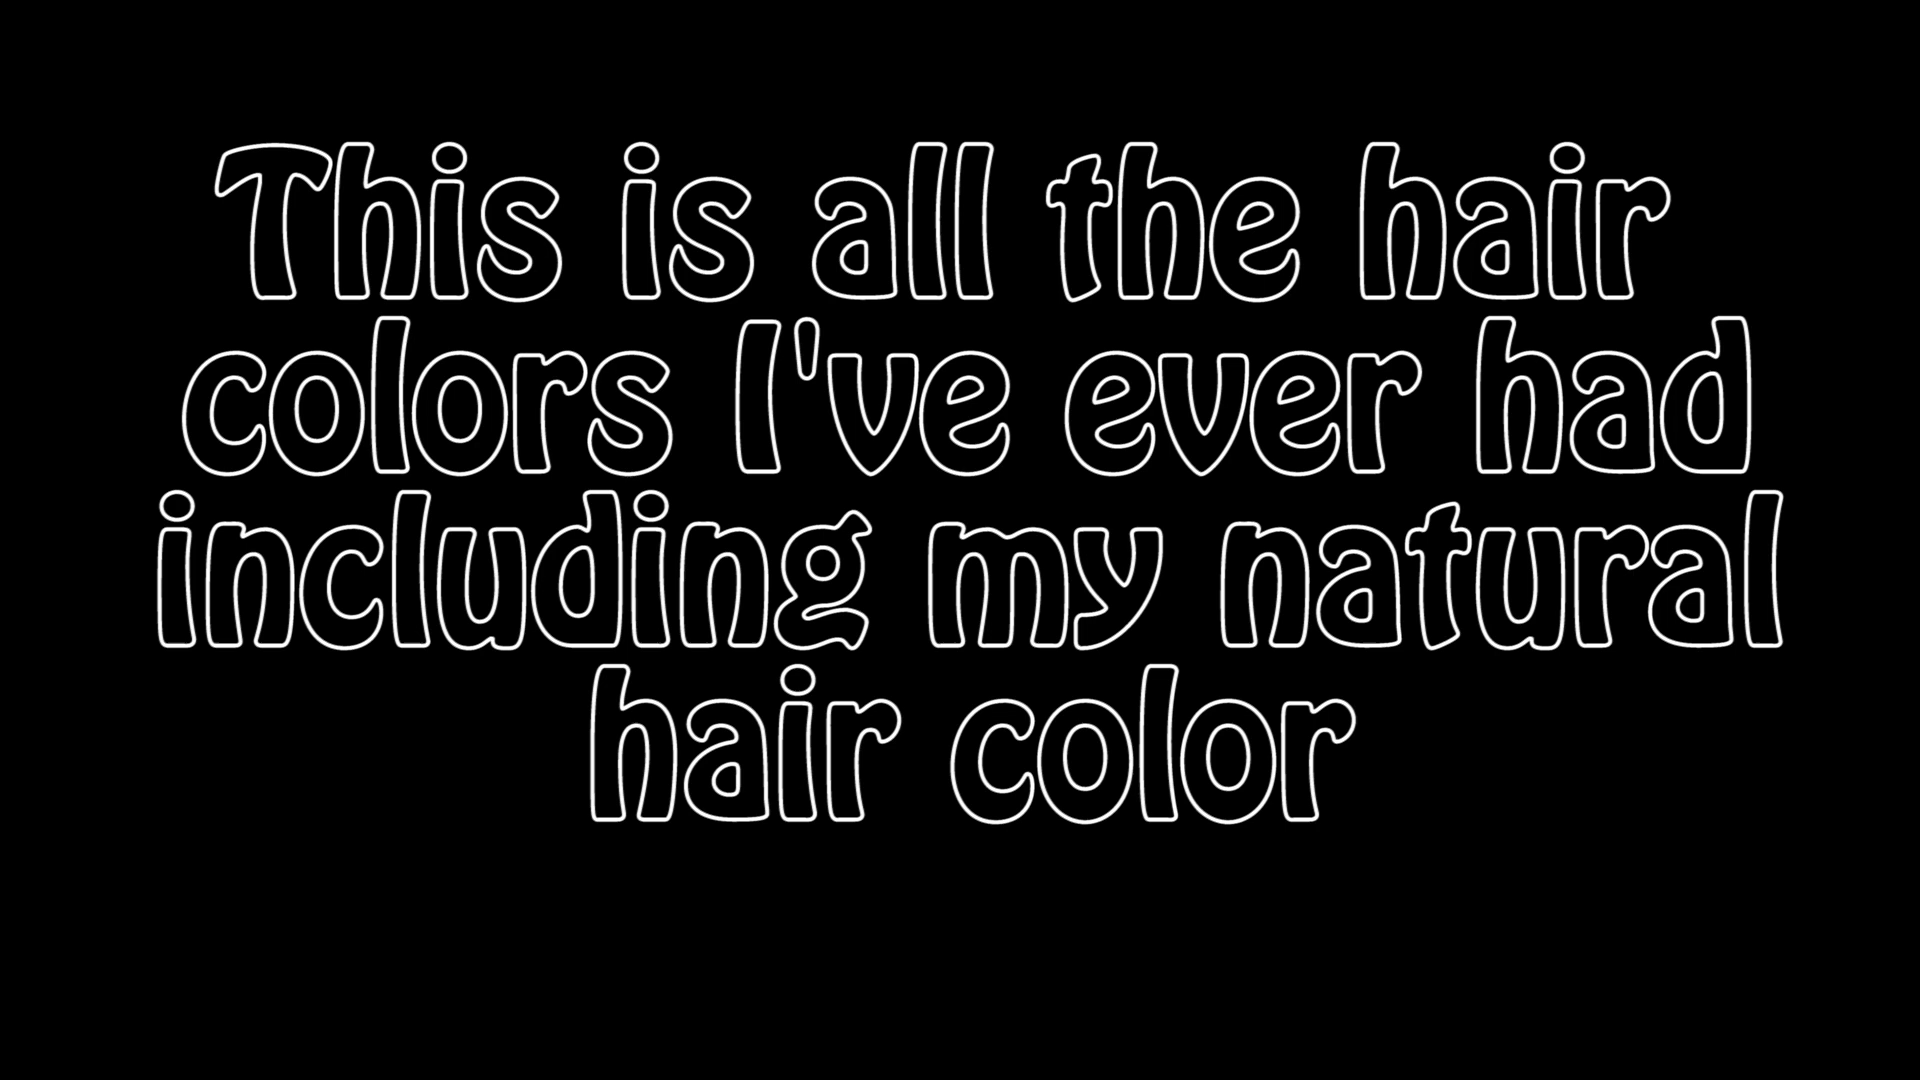 This is all the hair
colors I've ever had
including my natural
hair color